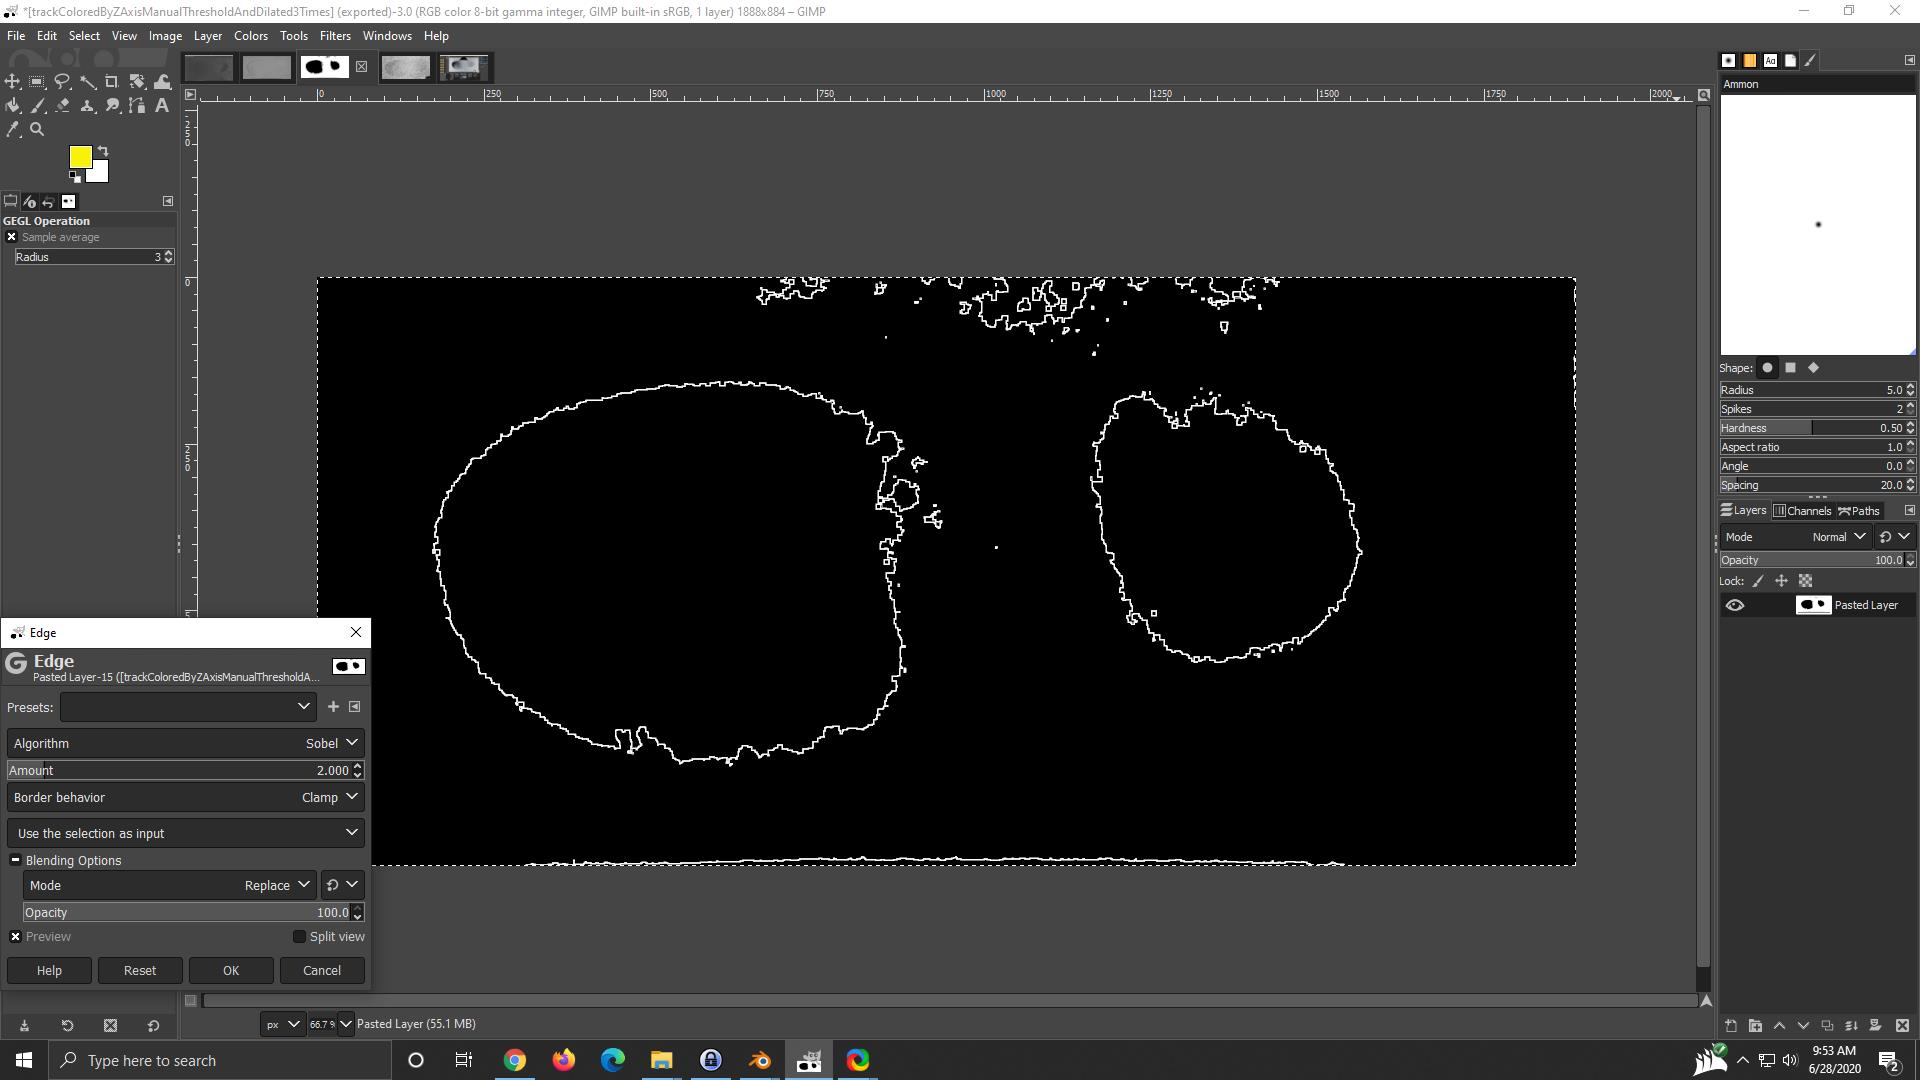 *[trackColoredByZAxisManualThresholdAndDilated3Times] (exported)-3.0 (RGB color 8-bit gamma integer, GIMP built-in sRGB, 1 layer) 1888x884 – GIMP
File Edit Select View Image Layer Colors Tools Filters Windows Help
0 250 500 750 1000 1250 1500 1750 2000
250
0
250
5
GEGL Operation
Sample average
Radius 3
Edge
Edge
Pasted Layer-15 ([trackColoredByZAxisManualThresholdA...
Presets:
Algorithm Sobel
Amount 2.000
Border behavior Clamp
Use the selection as input
Blending Options
Mode Replace
Opacity 100.0
Preview Split view
Help Reset OK Cancel
px 66.7 % Pasted Layer (55.1 MB)
Aa
Ammon
Shape:
Radius 5.0
Spikes 2
Hardness 0.50
Aspect ratio 1.0
Angle 0.0
Spacing 20.0
Layers Channels Paths
Mode Normal
Opacity 100.0
Lock:
Pasted Layer
Type here to search
9:53 AM
6/28/2020
2